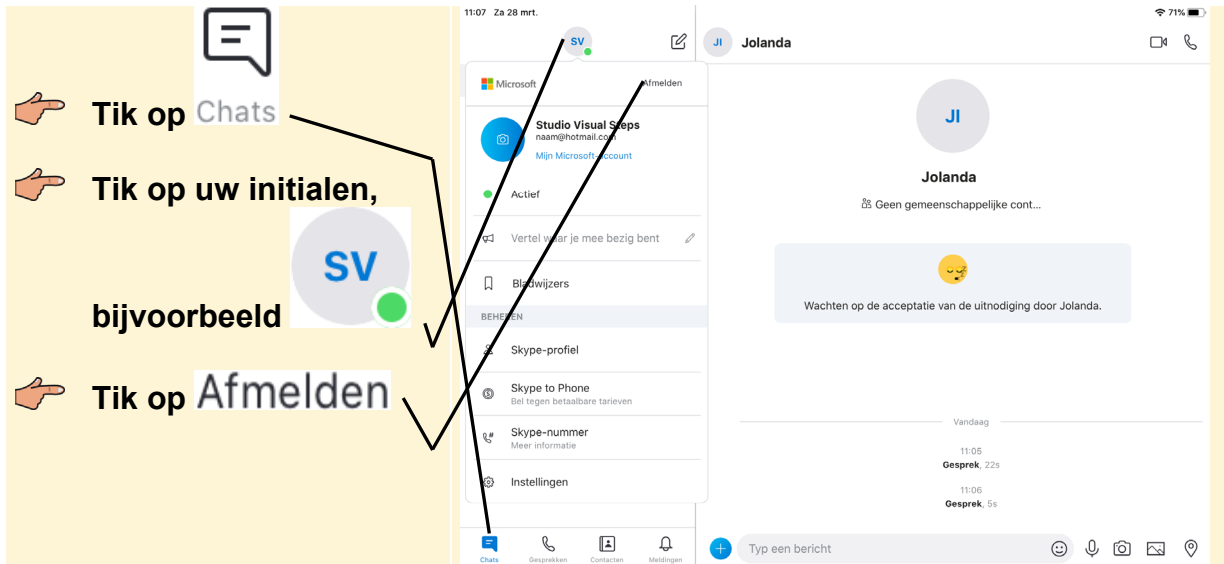 Tik op Chats
Tik op uw initialen,
bijvoorbeeld SV
Tik op Afmelden
11:07 Za 28 mrt.
71%
SV
Microsoft
Afmelden
Studio Visual Steps
naam@hotmail.com
Mijn Microsoft-account
Actief
Vertel waar je mee bezig bent
Bladwijzers
BEHEREN
Skype-profiel
Skype to Phone
Bel tegen betaalbare tarieven
Skype-nummer
Meer informatie
Instellingen
Chats
Gesprekken
Contacten
Meldingen
JI Jolanda
JI
Jolanda
Geen gemeenschappelijke cont...
Wachten op de acceptatie van de uitnodiging door Jolanda.
Vandaag
11:05
Gesprek, 22s
11:06
Gesprek, 5s
Typ een bericht